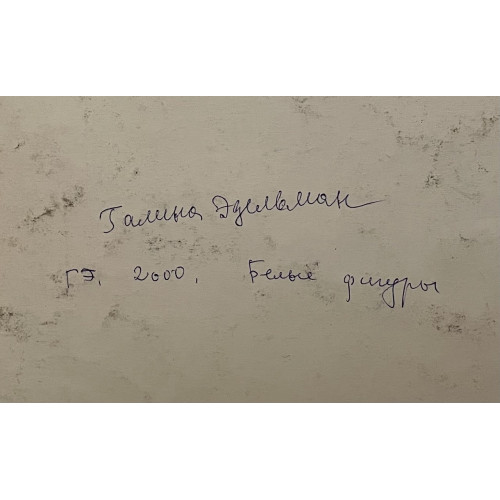 Галина Эдельман
ГЭ, 2000, Белые фигуры